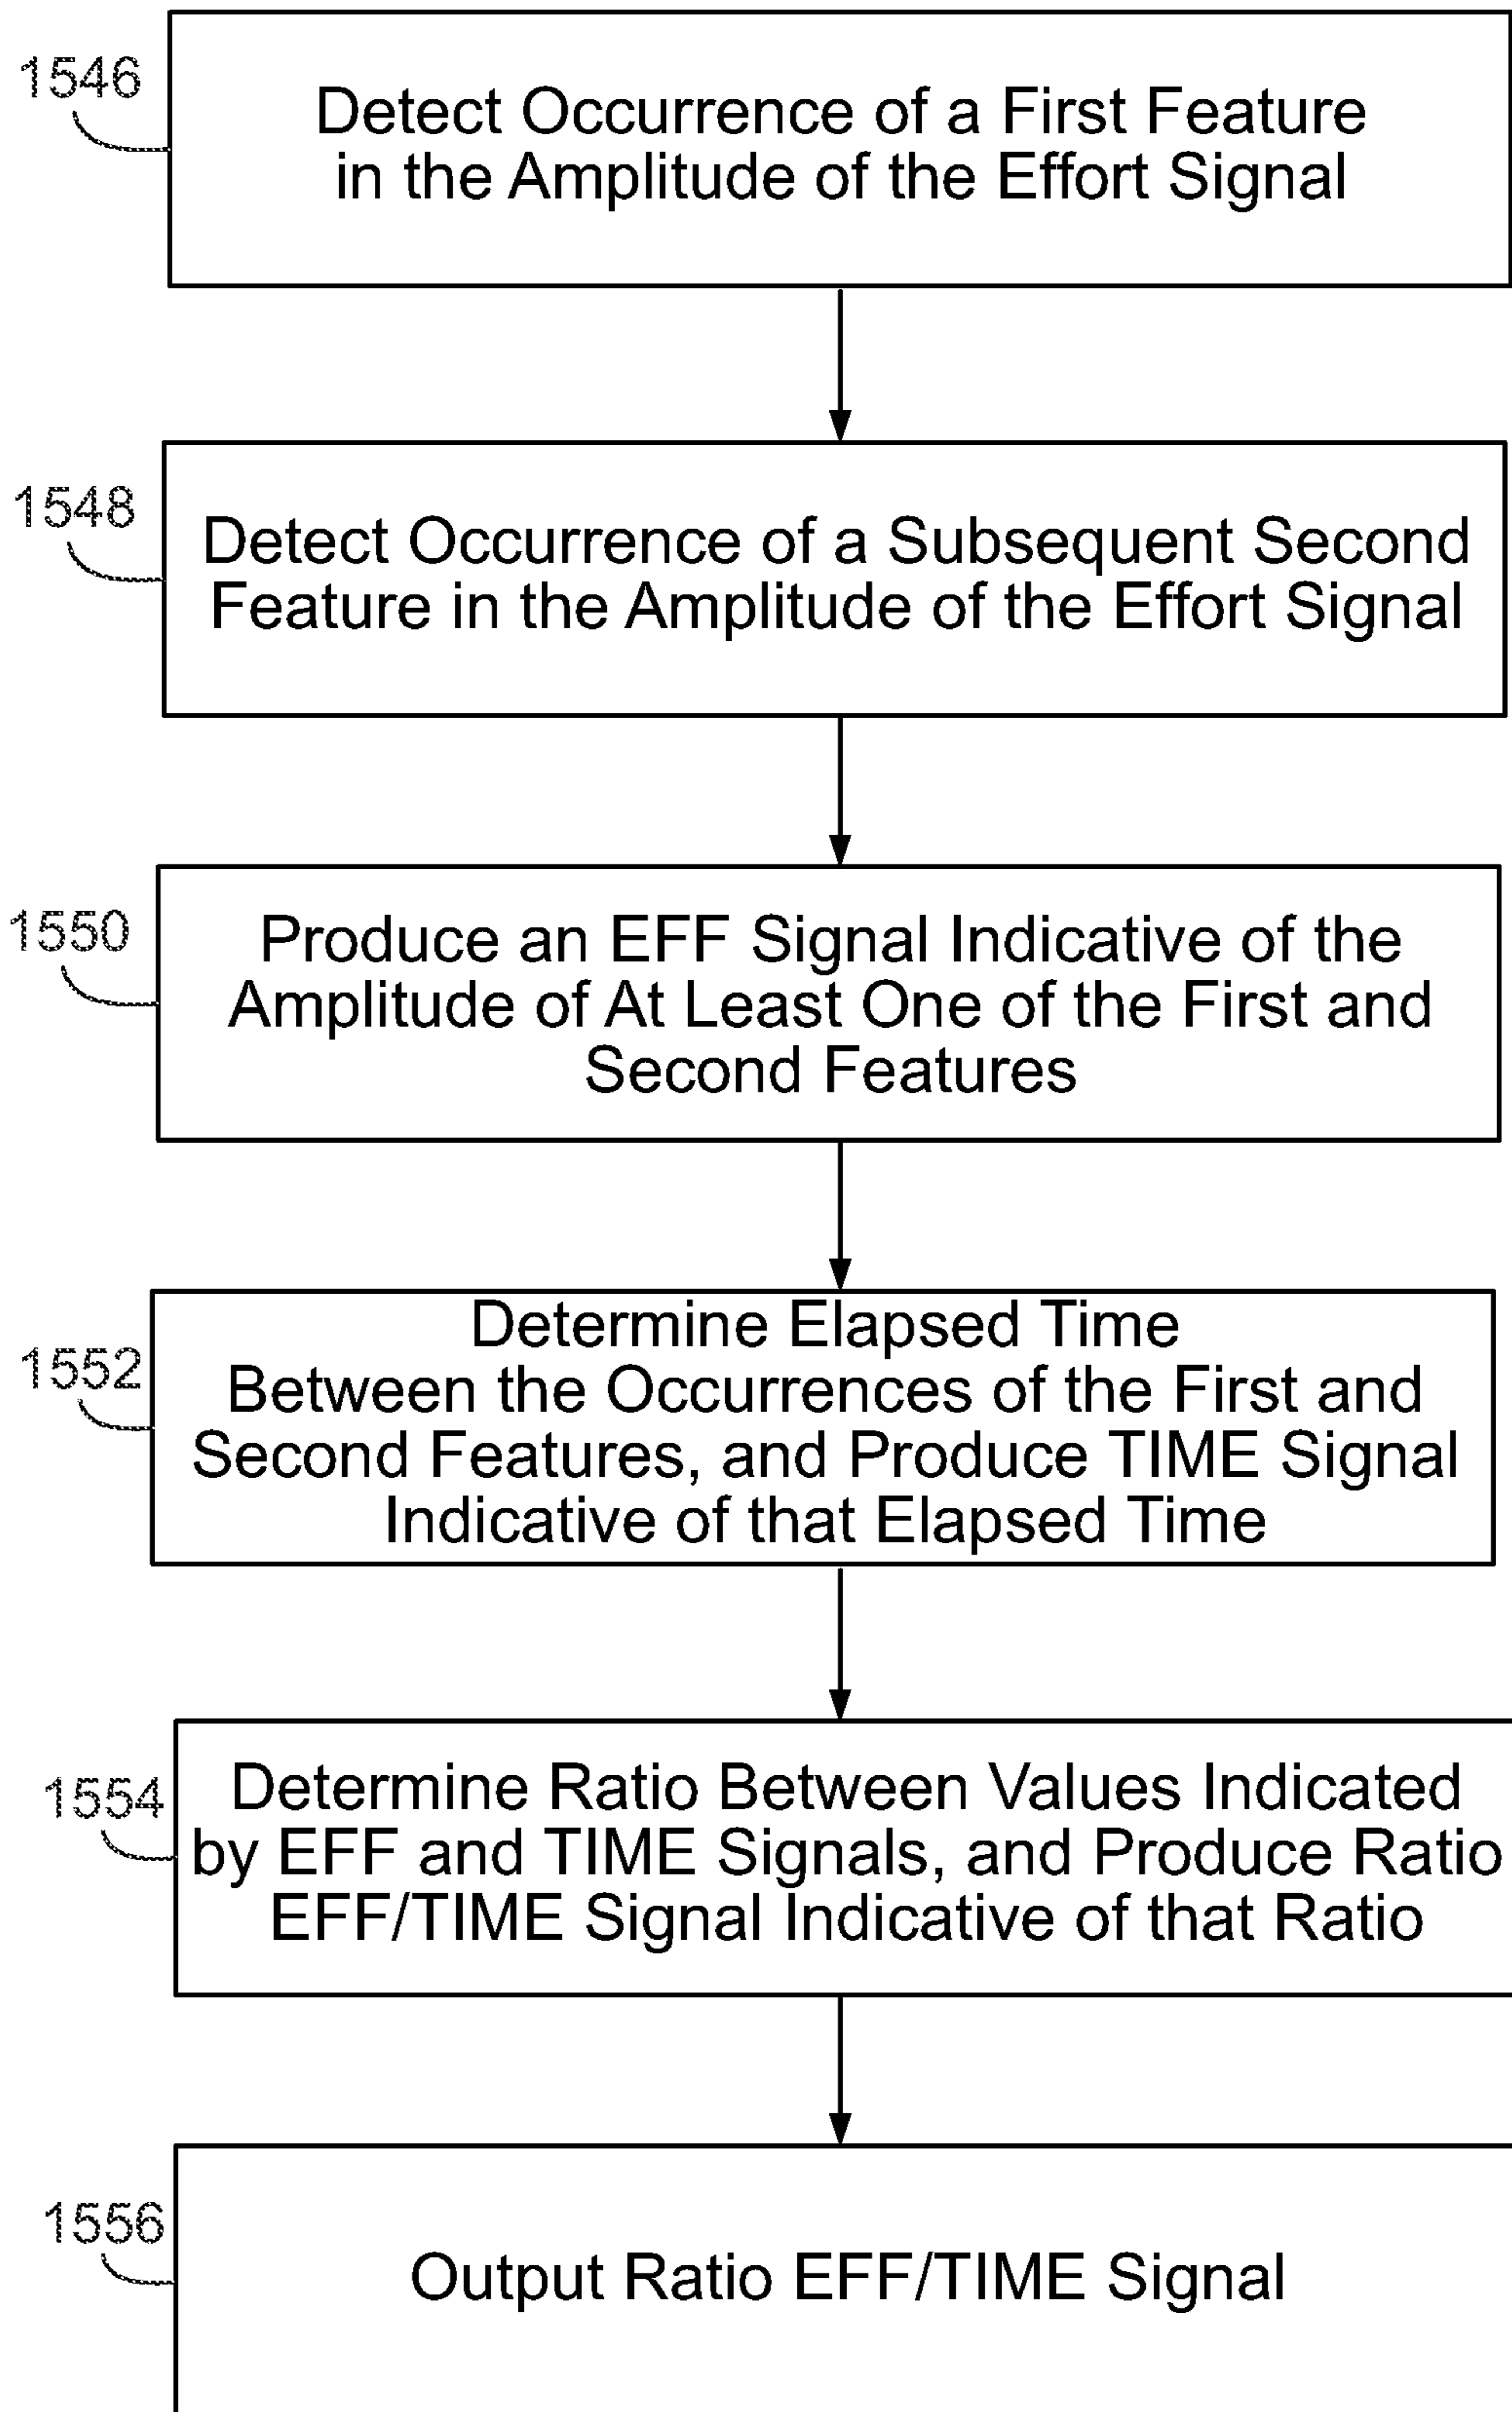 1546
Detect Occurrence of a First Feature
in the Amplitude of the Effort Signal
1548
Detect Occurrence of a Subsequent Second
Feature in the Amplitude of the Effort Signal
1550
Produce an EFF Signal Indicative of the
Amplitude of At Least One of the First and
Second Features
1552
Determine Elapsed Time
Between the Occurrences of the First and
Second Features, and Produce TIME Signal
Indicative of that Elapsed Time
1554
Determine Ratio Between Values Indicated
by EFF and TIME Signals, and Produce Ratio
EFF/TIME Signal Indicative of that Ratio
1556
Output Ratio EFF/TIME Signal